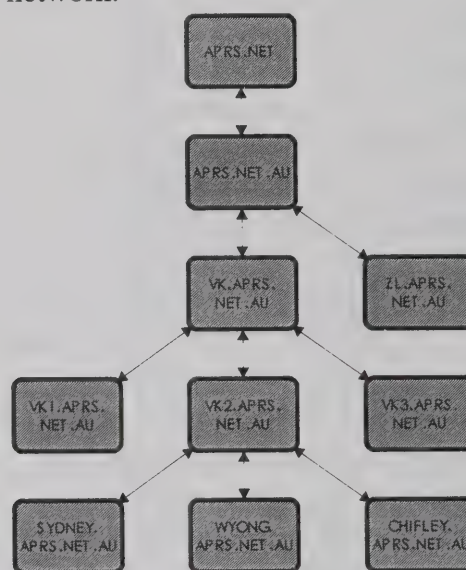 network.
APRS.NET
APRS.NET.AU
VK.APRS.
NET.AU
ZL.APRS.
NET.AU
VK1.APRS.
NET.AU
VK2.APRS.
NET.AU
VK3.APRS.
NET.AU
SYDNEY.
APRS.NET.AU
WYONG.
APRS.NET.AU
CHIFLEY.
APRS.NET.AU